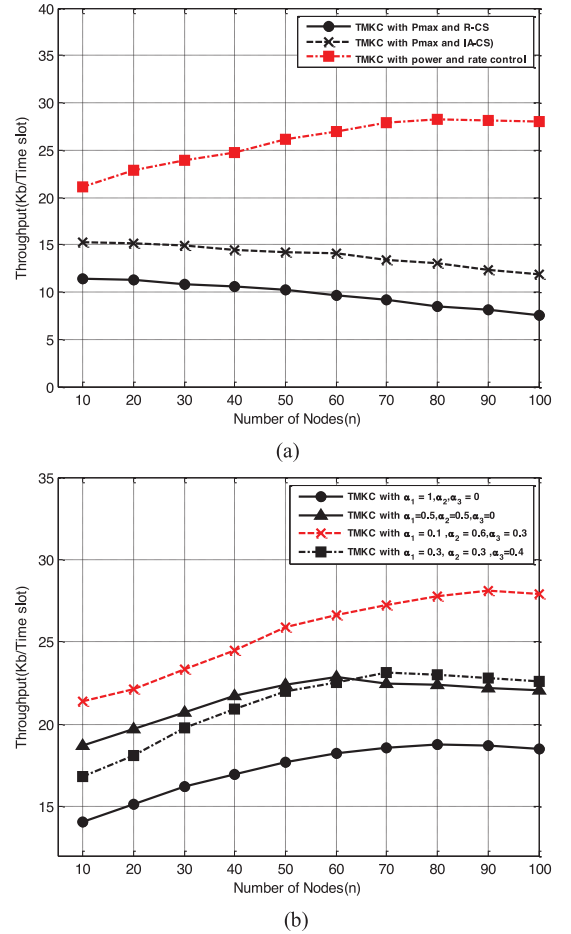 40
35
30
25
20
15
10
5
0
Throughput(Kb/Time slot)
TMKC with Pmax and R-CS
TMKC with Pmax and IA-CS)
TMKC with power and rate control
10 20 30 40 50 60 70 80 90 100
Number of Nodes(n)
(a)
35
30
25
20
15
Throughput(Kb/Time slot)
TMKC with α₁ = 1,α₂,α₃ = 0
TMKC with α₁=0.5,α₂=0.5,α₃=0
TMKC with α₁ = 0.1 ,α₂ = 0.6,α₃ = 0.3
TMKC with α₁ = 0.3, α₂ = 0.3 ,α₃=0.4
10 20 30 40 50 60 70 80 90 100
Number of Nodes(n)
(b)